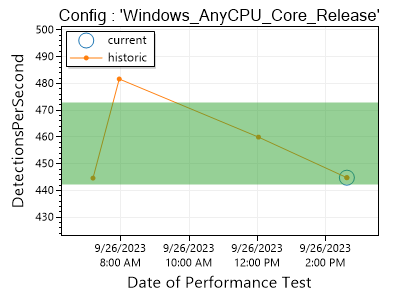 Config : 'Windows_AnyCPU_Core_Release'
current
historic
500
490
480
470
460
450
440
430
DetectionsPerSecond
9/26/2023 9/26/2023 9/26/2023 9/26/2023
8:00 AM 10:00 AM 12:00 PM 2:00 PM
Date of Performance Test